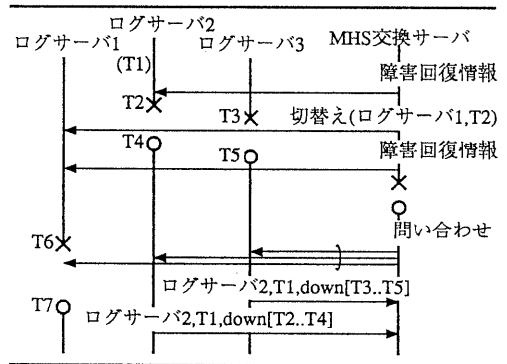 ログサーバ2
ログサーバ1
ログサーバ3
MHS交換サーバ
(T1)
障害回復情報
T2
T3
切替え(ログサーバ1,T2)
T4
T5
障害回復情報
問い合わせ
T6
ログサーバ2,T1,down[T3..T5]
T7
ログサーバ2,T1,down[T2..T4]